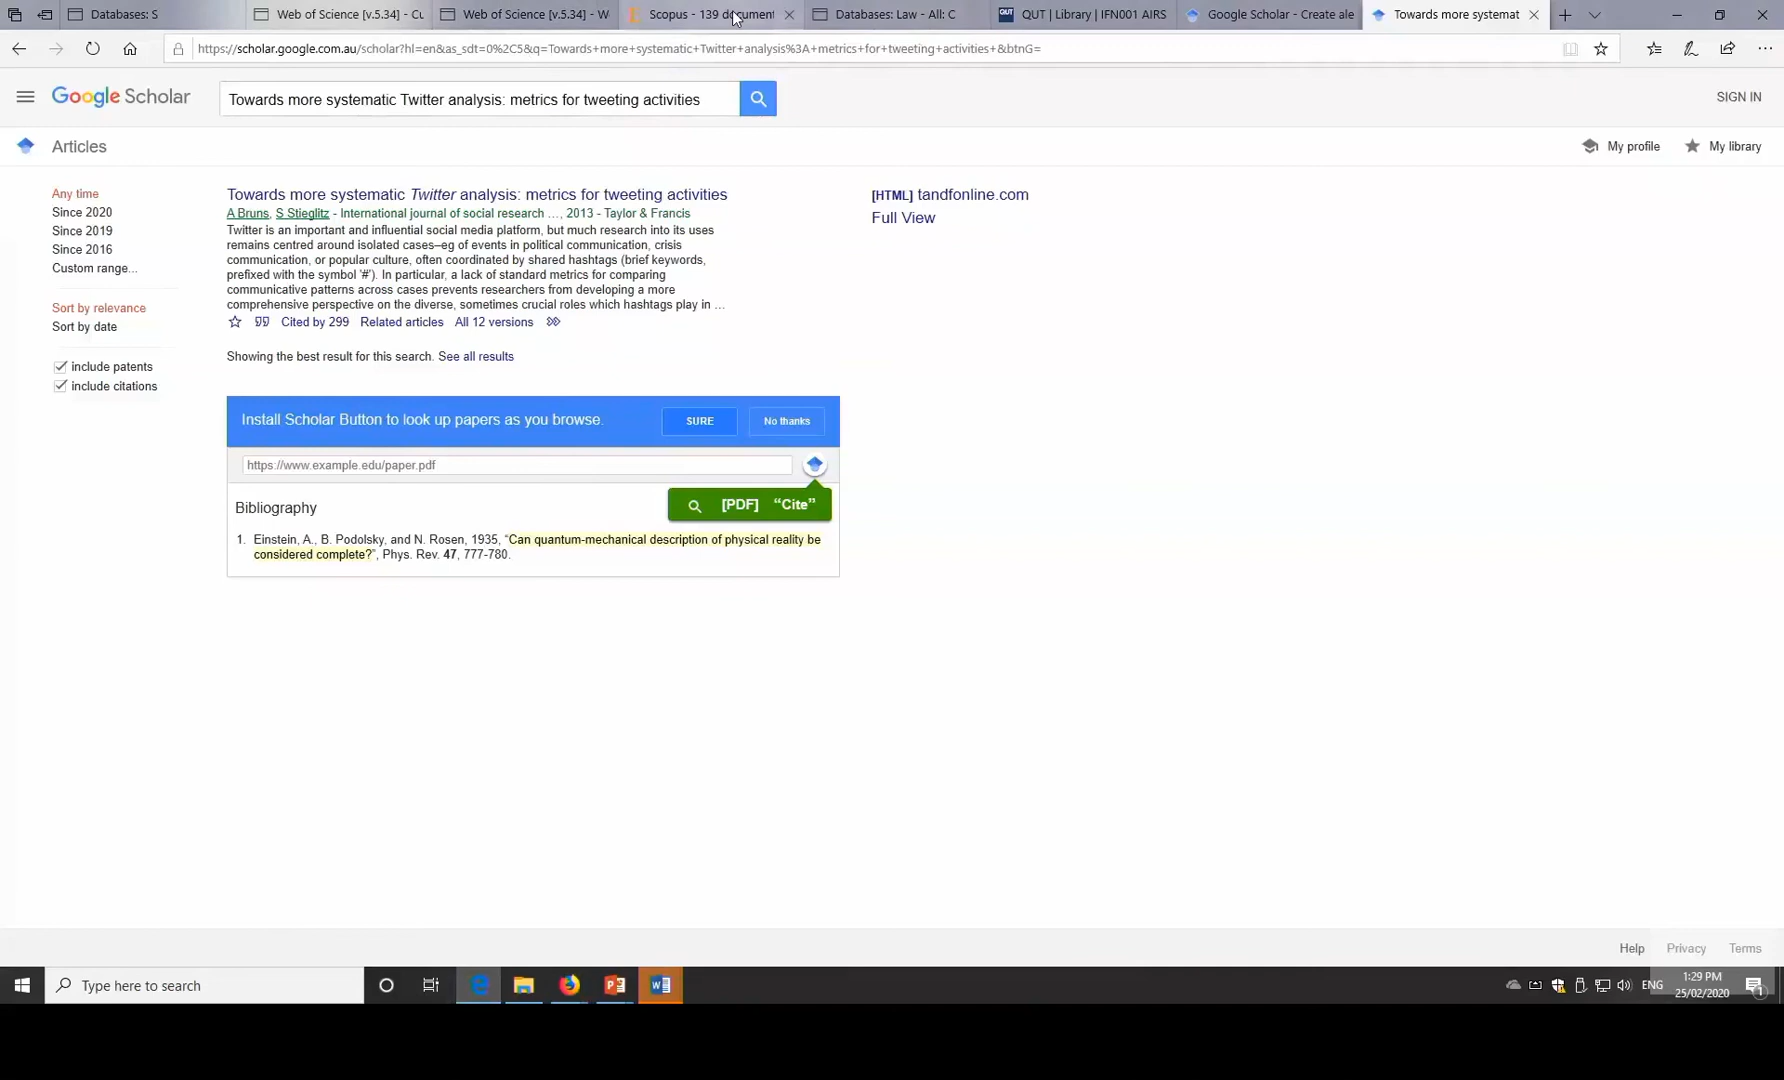 Databases: S
Web of Science [v.5.34] - Cu
Web of Science [v.5.34] - W
Scopus - 139 document
Databases: Law - All: C
QUT QUT | Library | IFN001 AIRS
Google Scholar - Create ale
Towards more systemat
https://scholar.google.com.au/scholar?hl=en&as_sdt=0%2C5&q=Towards+more+systematic+Twitter+analysis%3A+metrics+for+tweeting+activities+&btnG=
Google Scholar
Towards more systematic Twitter analysis: metrics for tweeting activities
SIGN IN
Articles
My profile
My library
Any time
Since 2020
Since 2019
Since 2016
Custom range...
Sort by relevance
Sort by date
include patents
include citations
Towards more systematic Twitter analysis: metrics for tweeting activities
A Bruns, S Stieglitz - International journal of social research …, 2013 - Taylor & Francis
Twitter is an important and influential social media platform, but much research into its uses
remains centred around isolated cases–eg of events in political communication, crisis
communication, or popular culture, often coordinated by shared hashtags (brief keywords,
prefixed with the symbol '#'). In particular, a lack of standard metrics for comparing
communicative patterns across cases prevents researchers from developing a more
comprehensive perspective on the diverse, sometimes crucial roles which hashtags play in …
Cited by 299 Related articles All 12 versions
[HTML] tandfonline.com
Full View
Showing the best result for this search. See all results
Install Scholar Button to look up papers as you browse.
SURE
No thanks
https://www.example.edu/paper.pdf
Bibliography
[PDF] “Cite”
1. Einstein, A., B. Podolsky, and N. Rosen, 1935, “Can quantum-mechanical description of physical reality be
considered complete?”, Phys. Rev. 47, 777-780.
Help Privacy Terms
Type here to search
ENG
1:29 PM
25/02/2020
1